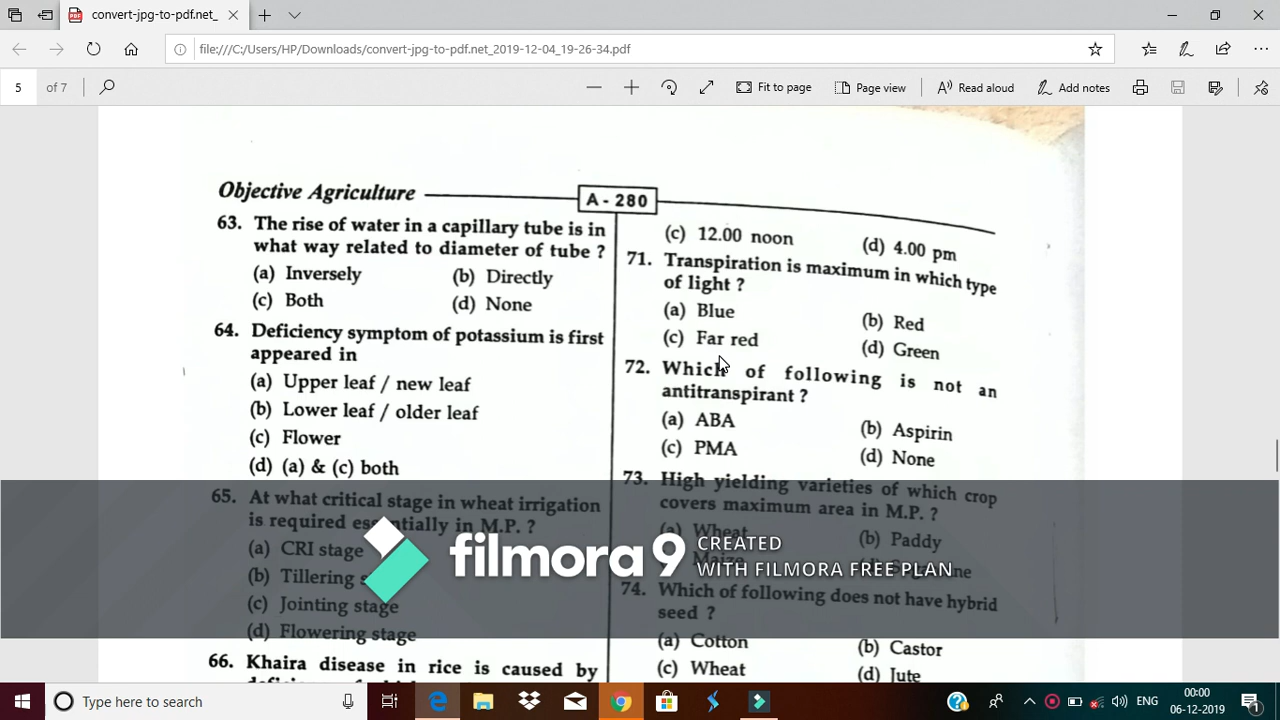 convert-jpg-to-pdf.net_
file:///C:/Users/HP/Downloads/convert-jpg-to-pdf.net_2019-12-04_19-26-34.pdf
5 of 7
Fit to page
Page view
Read aloud
Add notes
Objective Agriculture
A - 280
63. The rise of water in a capillary tube is in
what way related to diameter of tube ?
(a) Inversely (b) Directly
(c) Both (d) None
64. Deficiency symptom of potassium is first
appeared in
(a) Upper leaf / new leaf
(b) Lower leaf / older leaf
(c) Flower
(d) (a) & (c) both
65. At what critical stage in wheat irrigation
is required essentially in M.P. ?
(a) CRI stage
(b) Tillering
(c) Jointing stage
(d) Flowering stage
66. Khaira disease in rice is caused by
(c) 12.00 noon (d) 4.00 pm
71. Transpiration is maximum in which type
of light ?
(a) Blue (b) Red
(c) Far red (d) Green
72. Which of following is not an
antitranspirant ?
(a) ABA (b) Aspirin
(c) PMA (d) None
73. High yielding varieties of which crop
covers maximum area in M.P. ?
(a) Wheat (b) Paddy
Maize
74. Which of following does not have hybrid
seed ?
(a) Cotton (b) Castor
(c) Wheat (d) Jute
filmora 9
CREATED
WITH FILMORA FREE PLAN
Type here to search
ENG
00:00
06-12-2019